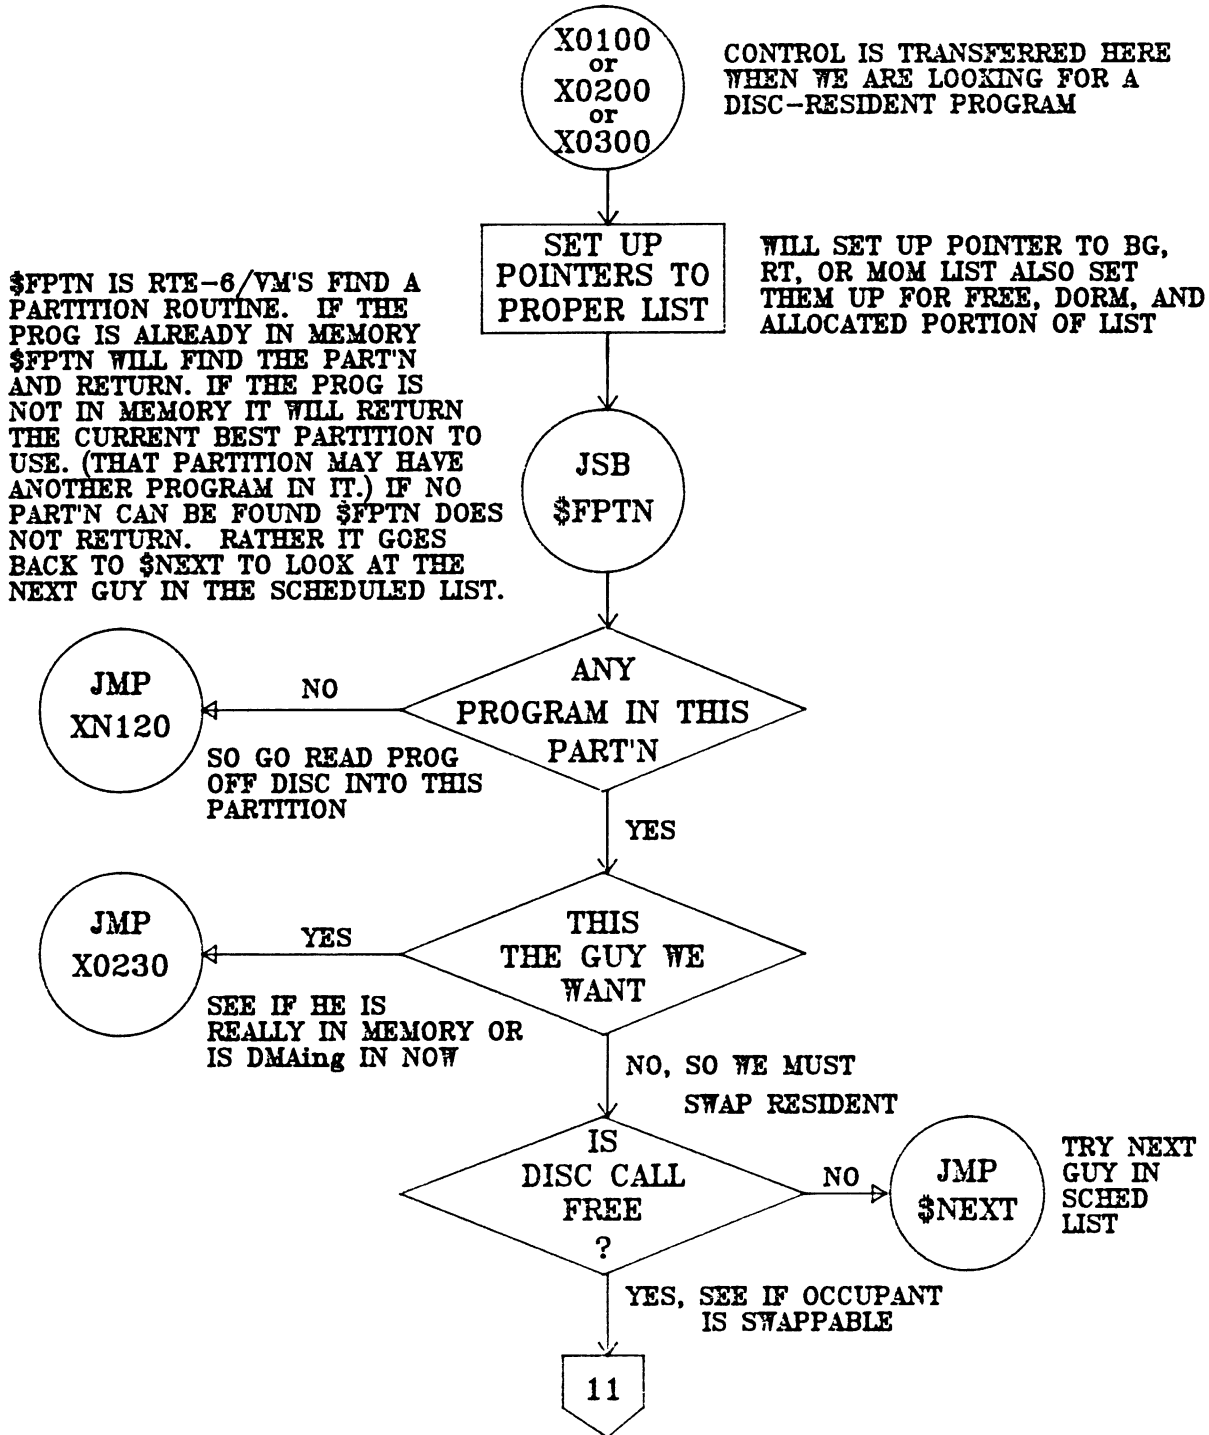 X0100
or
X0200
or
X0300
CONTROL IS TRANSFERRED HERE
WHEN WE ARE LOOKING FOR A
DISC-RESIDENT PROGRAM
SET UP
POINTERS TO
PROPER LIST
WILL SET UP POINTER TO BG,
RT, OR MOM LIST ALSO SET
THEM UP FOR FREE, DORM, AND
ALLOCATED PORTION OF LIST
$FPTN IS RTE-6/VM'S FIND A
PARTITION ROUTINE. IF THE
PROG IS ALREADY IN MEMORY
$FPTN WILL FIND THE PART'N
AND RETURN. IF THE PROG IS
NOT IN MEMORY IT WILL RETURN
THE CURRENT BEST PARTITION TO
USE. (THAT PARTITION MAY HAVE
ANOTHER PROGRAM IN IT.) IF NO
PART'N CAN BE FOUND $FPTN DOES
NOT RETURN. RATHER IT GOES
BACK TO $NEXT TO LOOK AT THE
NEXT GUY IN THE SCHEDULED LIST.
JSB
$FPTN
ANY
PROGRAM IN THIS
PART'N
NO
JMP
XN120
SO GO READ PROG
OFF DISC INTO THIS
PARTITION
YES
THIS
THE GUY WE
WANT
YES
JMP
X0230
SEE IF HE IS
REALLY IN MEMORY OR
IS DMAing IN NOW
NO, SO WE MUST
SWAP RESIDENT
IS
DISC CALL
FREE
?
NO
JMP
$NEXT
TRY NEXT
GUY IN
SCHED
LIST
YES, SEE IF OCCUPANT
IS SWAPPABLE
11